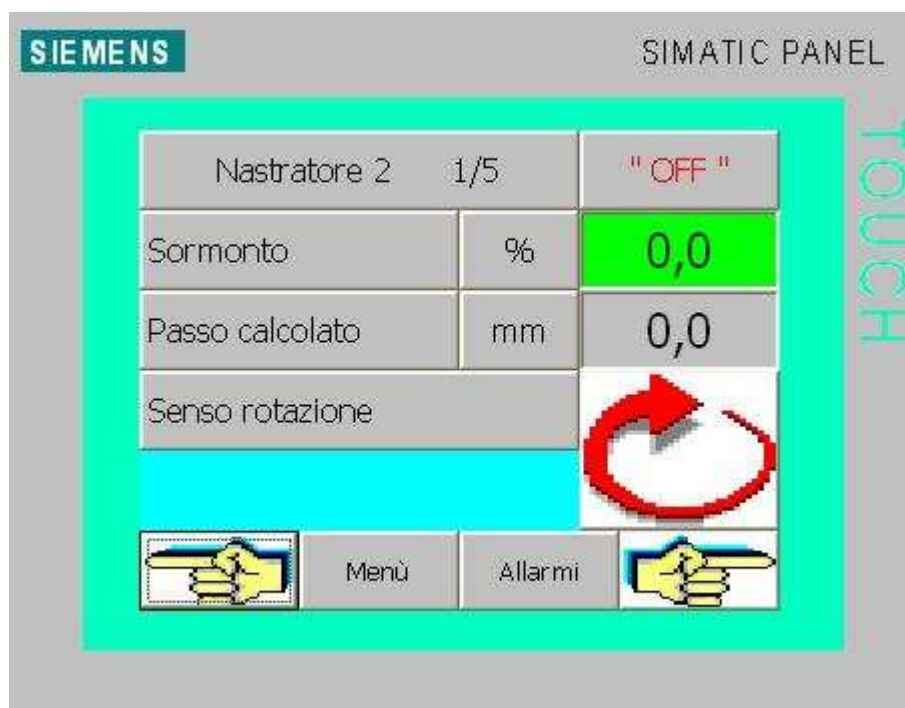 SIEMENS
SIMATIC PANEL
TOUCH
Nastratore 2 1/5 " OFF "
Sormonto % 0,0
Passo calcolato mm 0,0
Senso rotazione
Menù Allarmi